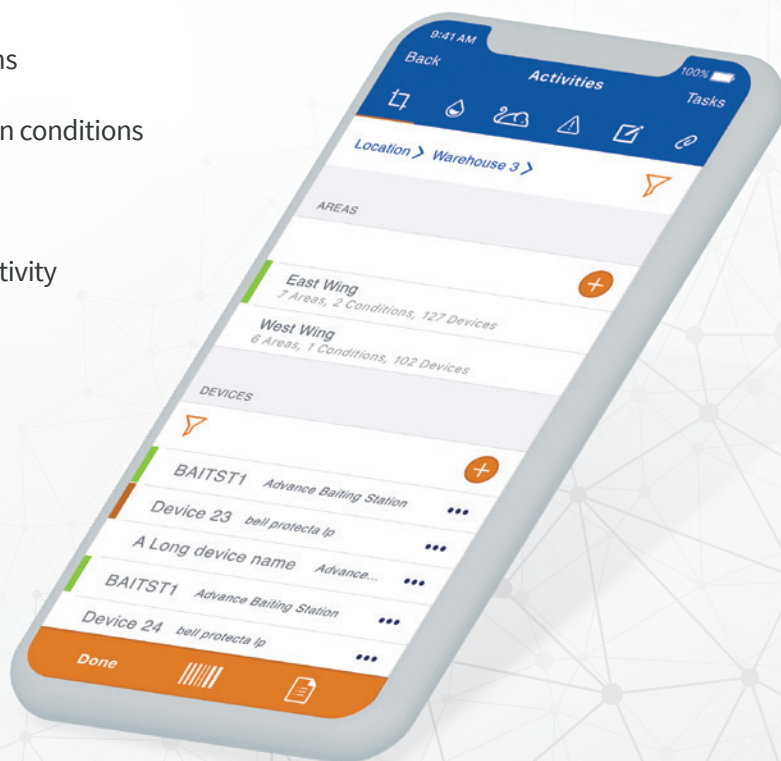 n conditions
tivity
9:41 AM
100%
Back
Activities
Tasks
Location > Warehouse 3 >
AREAS
+
East Wing
7 Areas, 2 Conditions, 127 Devices
West Wing
6 Areas, 1 Conditions, 102 Devices
DEVICES
+
BAITST1 Advance Baiting Station •••
Device 23 bell protecta lp •••
A Long device name Advance... •••
BAITST1 Advance Baiting Station •••
Device 24 bell protecta lp •••
Done